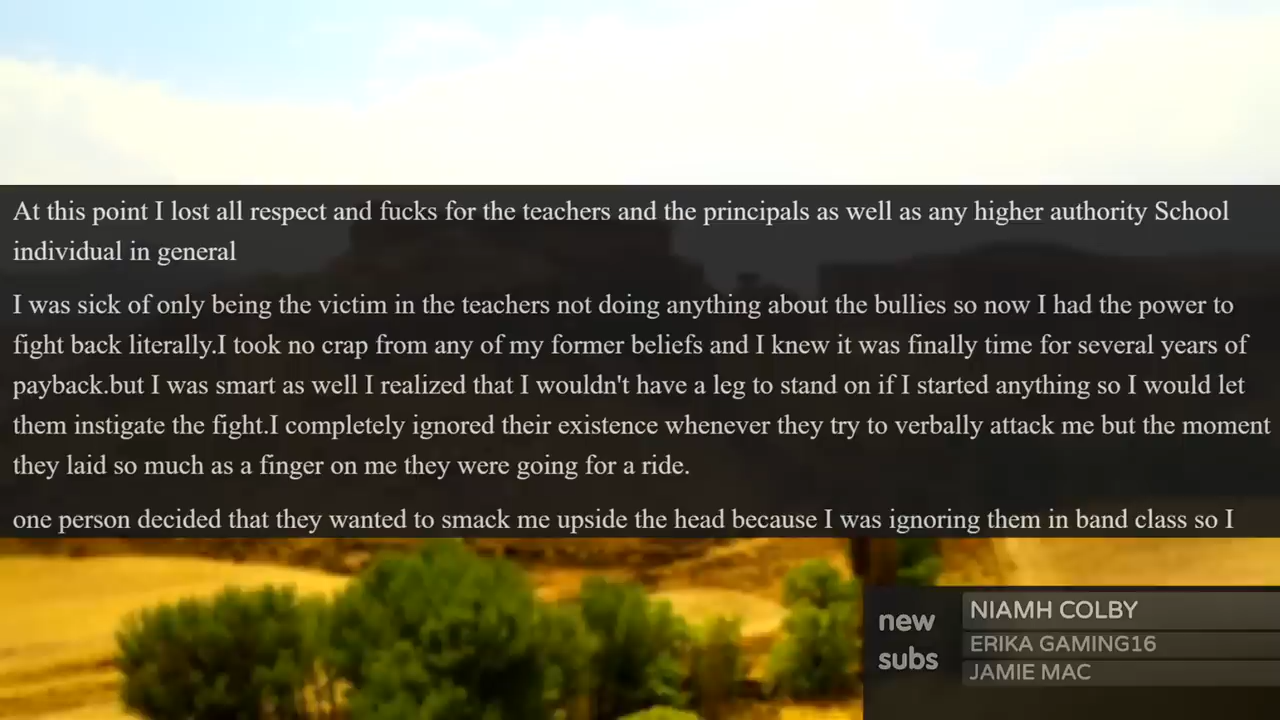 At this point I lost all respect and fucks for the teachers and the principals as well as any higher authority School
individual in general
I was sick of only being the victim in the teachers not doing anything about the bullies so now I had the power to
fight back literally.I took no crap from any of my former beliefs and I knew it was finally time for several years of
payback.but I was smart as well I realized that I wouldn't have a leg to stand on if I started anything so I would let
them instigate the fight.I completely ignored their existence whenever they try to verbally attack me but the moment
they laid so much as a finger on me they were going for a ride.
one person decided that they wanted to smack me upside the head because I was ignoring them in band class so I
new
subs
NIAMH COLBY
ERIKA GAMING16
JAMIE MAC